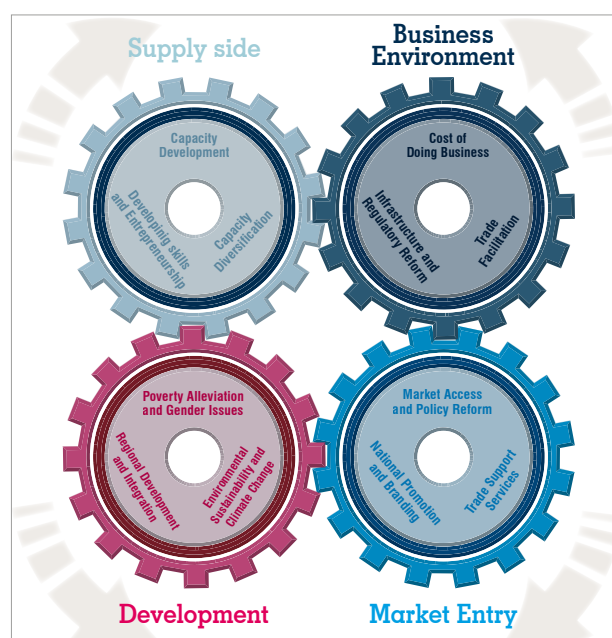 Supply side
Business
Environment
Capacity
Development
Developing skills
and Entrepreneurship
Capacity
Diversification
Cost of
Doing Business
Infrastructure and
Regulatory Reform
Trade
Facilitation
Poverty Alleviation
and Gender Issues
Regional Development
and Integration
Environmental
Sustainability and
Climate Change
Market Access
and Policy Reform
National Promotion
and Branding
Trade Support
Services
Development
Market Entry